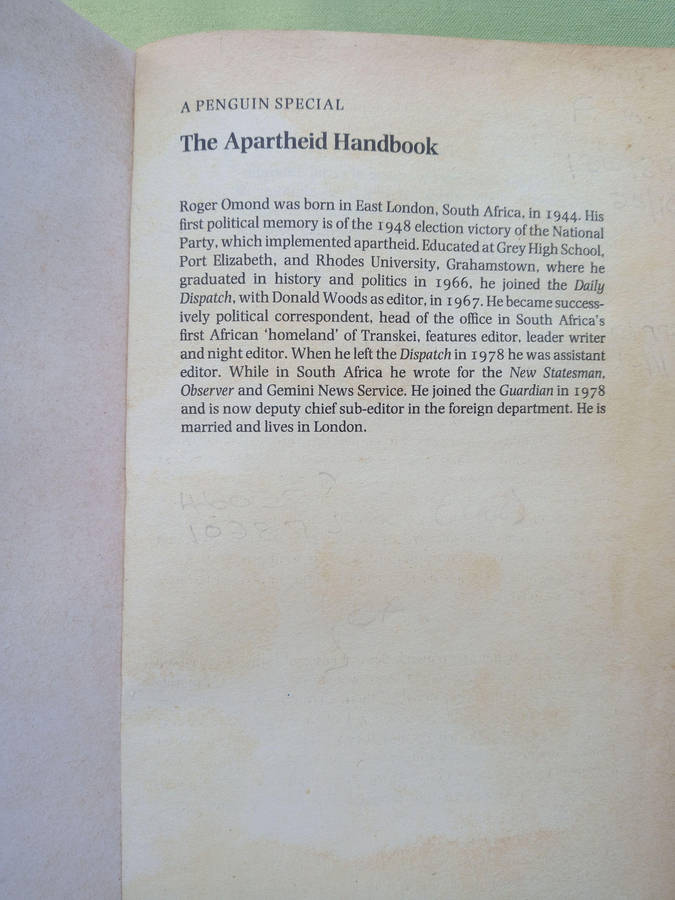 A PENGUIN SPECIAL
The Apartheid Handbook
Roger Omond was born in East London, South Africa, in 1944. His
first political memory is of the 1948 election victory of the National
Party, which implemented apartheid. Educated at Grey High School,
Port Elizabeth, and Rhodes University, Grahamstown, where he
graduated in history and politics in 1966, he joined the Daily
Dispatch, with Donald Woods as editor, in 1967. He became success-
ively political correspondent, head of the office in South Africa's
first African 'homeland' of Transkei, features editor, leader writer
and night editor. When he left the Dispatch in 1978 he was assistant
editor. While in South Africa he wrote for the New Statesman,
Observer and Gemini News Service. He joined the Guardian in 1978
and is now deputy chief sub-editor in the foreign department. He is
married and lives in London.